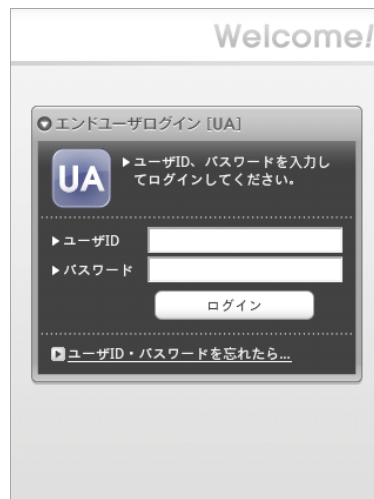 Welcome!
エンドユーザログイン [UA]
UA
ユーザID、パスワードを入力し
てログインしてください。
ユーザID
パスワード
ログイン
ユーザID・パスワードを忘れたら...